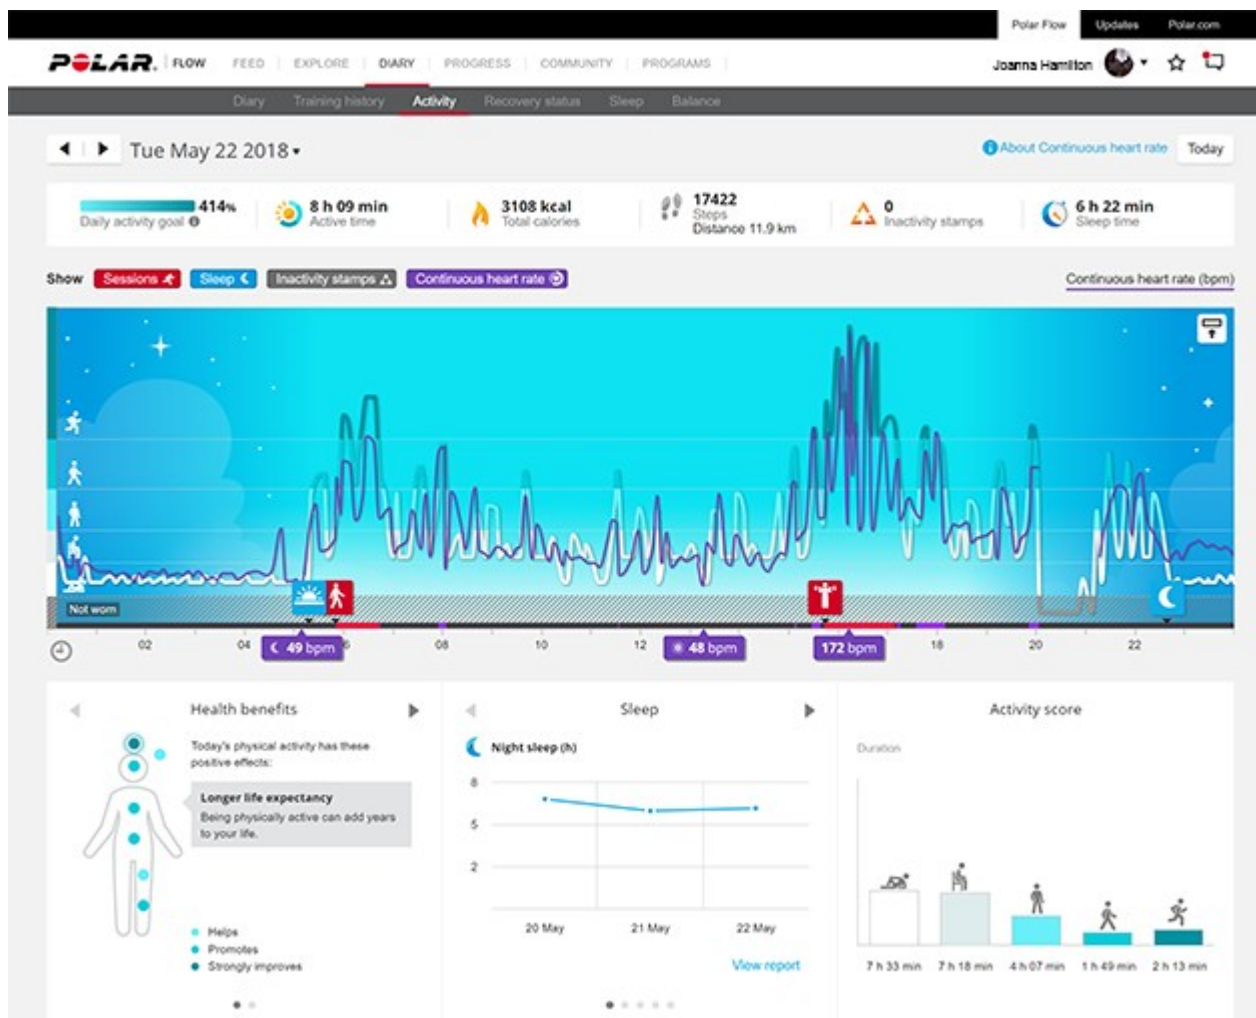 Polar Flow Updates Polar.com
POLAR. FLOW FEED EXPLORE DIARY PROGRESS COMMUNITY PROGRAMS Joanna Hamilton
Diary Training history Activity Recovery status Sleep Balance
Tue May 22 2018 About Continuous heart rate Today
414% 8 h 09 min 3108 kcal 17422 0 6 h 22 min
Daily activity goal Active time Total calories Steps Inactivity stamps Sleep time
Distance 11.9 km
Show Sessions Sleep Inactivity stamps Continuous heart rate Continuous heart rate (bpm)
Not worn
02 04 6 08 10 12 16 18 20 22
49 bpm 48 bpm 172 bpm
Health benefits
Today's physical activity has these
positive effects:
Longer life expectancy
Being physically active can add years
to your life.
Helps
Promotes
Strongly improves
Sleep
Night sleep (h)
8
5
2
20 May 21 May 22 May
View report
Activity score
Duration
7 h 33 min 7 h 18 min 4 h 07 min 1 h 49 min 2 h 13 min